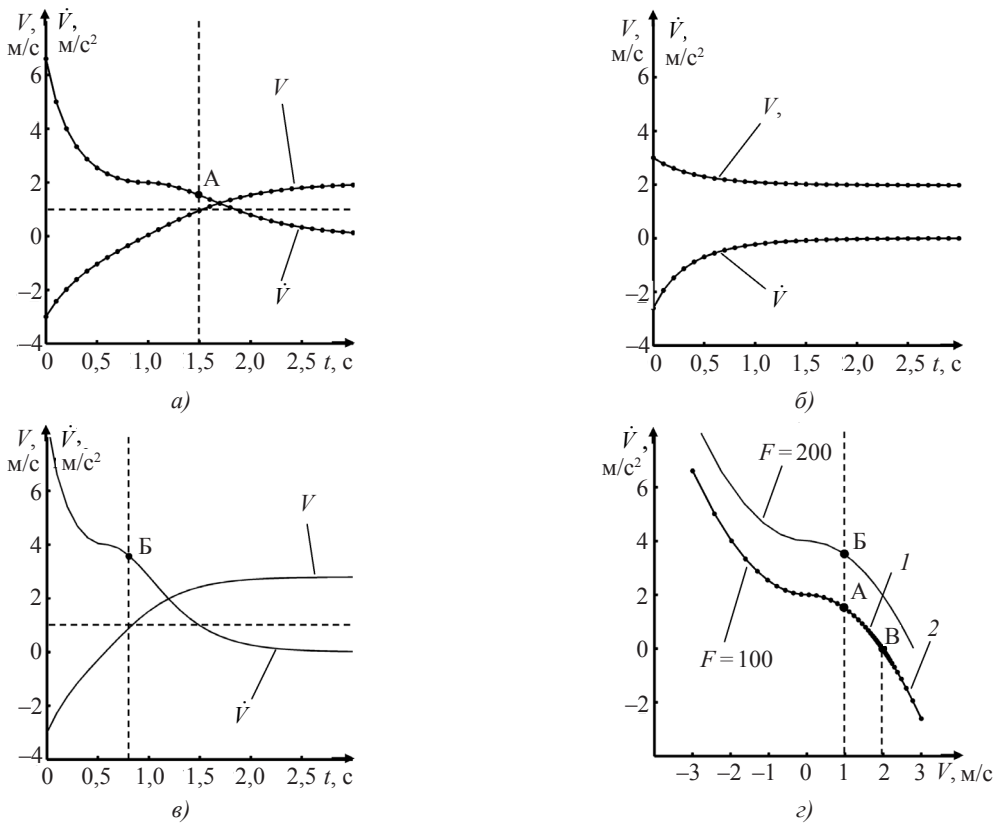 V, V̇,
м/с м/с²
6
4
2
0
–2
–4
V
А
V̇
0 0,5 1,0 1,5 2,0 2,5 t, с
а)
V, V̇,
м/с м/с²
6
4
2
0
–2
–4
V,
V̇
0 0,5 1,0 1,5 2,0 2,5 t, с
б)
V, V̇,
м/с м/с²
6
4
2
0
–2
–4
Б
V
V̇
0 0,5 1,0 1,5 2,0 2,5 t, с
в)
V̇,
м/с²
6
4
2
0
–2
F = 200
Б
1
А
В
2
F = 100
–3 –2 –1 0 1 2 3 V, м/с
г)